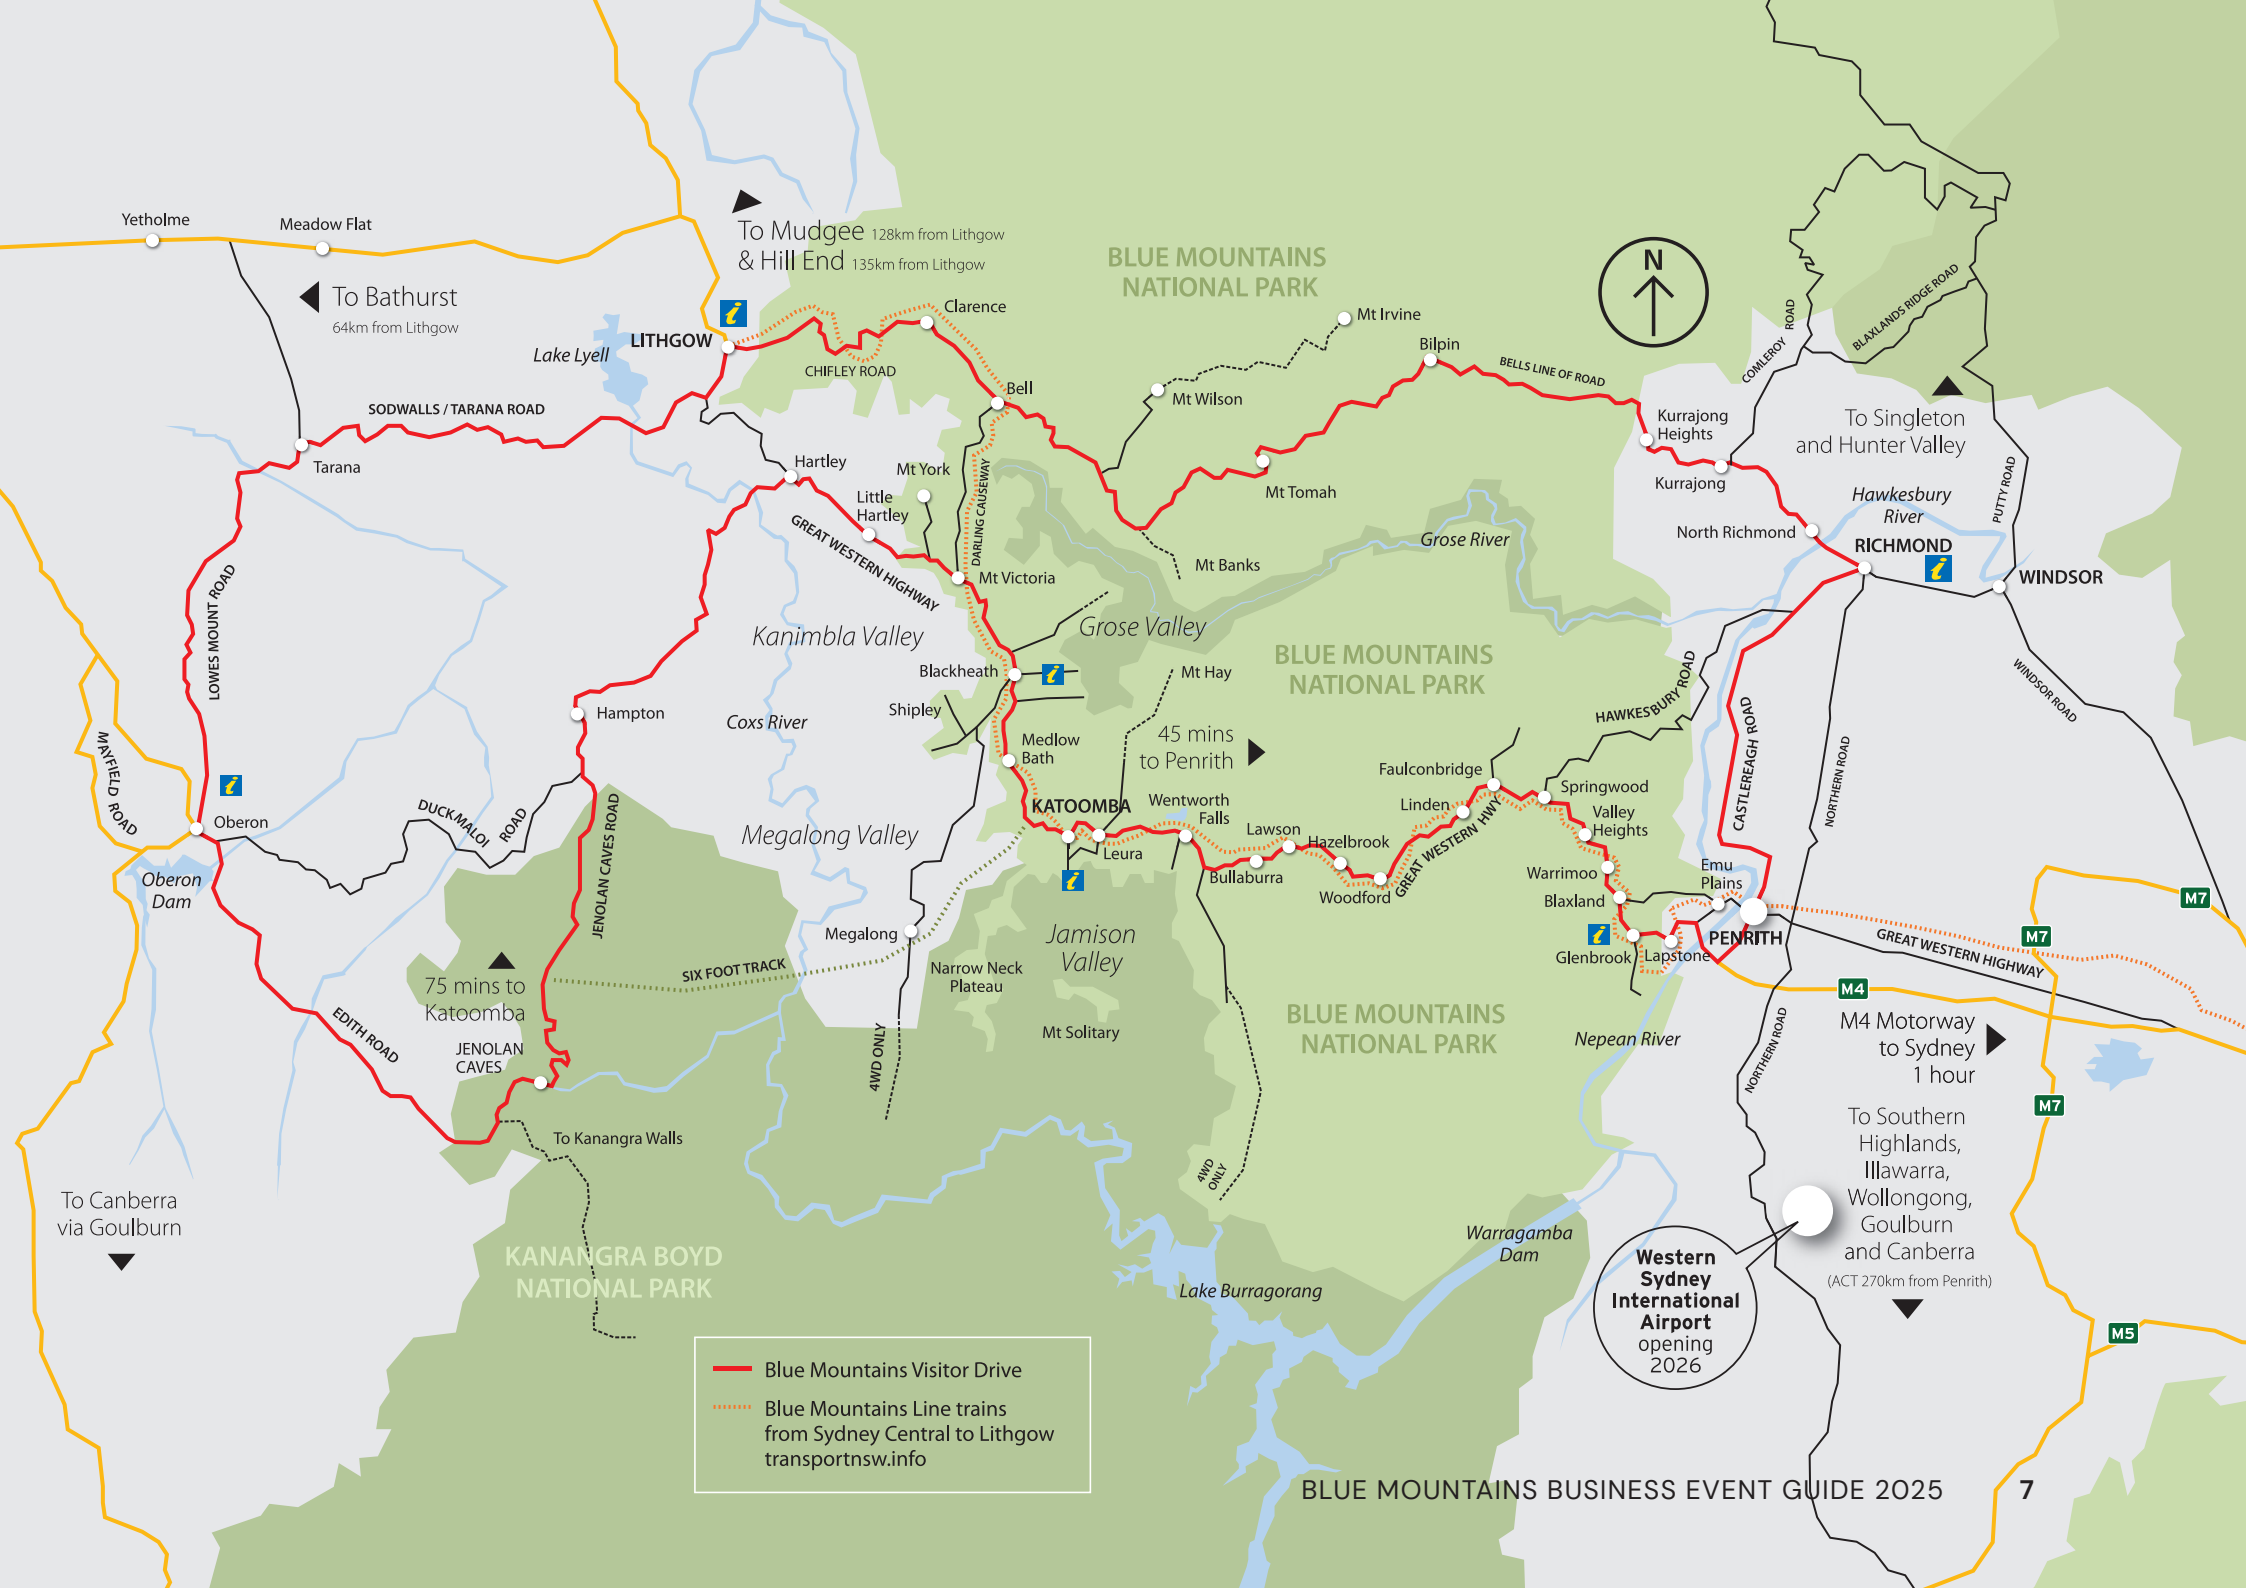 Yetholme
Meadow Flat
To Mudgee 128km from Lithgow
& Hill End 135km from Lithgow
BLUE MOUNTAINS
NATIONAL PARK
N
To Bathurst
64km from Lithgow
i
LITHGOW
Lake Lyell
Clarence
CHIFLEY ROAD
Bell
Mt Irvine
Mt Wilson
Bilpin
BELLS LINE OF ROAD
COMLEROY ROAD
BLAXLANDS RIDGE ROAD
Kurrajong
Heights
To Singleton
and Hunter Valley
SODWALLS / TARANA ROAD
Tarana
Hartley
Mt York
Little
Hartley
DARLING CAUSEWAY
Mt Tomah
Kurrajong
Hawkesbury
River
PUTTY ROAD
North Richmond
RICHMOND
i
WINDSOR
GREAT WESTERN HIGHWAY
Mt Victoria
Mt Banks
Grose River
LOWES MOUNT ROAD
Kanimbla Valley
Grose Valley
BLUE MOUNTAINS
NATIONAL PARK
Blackheath
i
Mt Hay
HAWKESBURY ROAD
WINDSOR ROAD
Hampton
Shipley
Coxs River
Medlow
Bath
45 mins
to Penrith
CASTLEREAGH ROAD
NORTHERN ROAD
MAYFIELD ROAD
i
Oberon
DUCKMALOI ROAD
JENOLAN CAVES ROAD
Megalong Valley
KATOOMBA
Leura
i
Wentworth
Falls
Bullaburra
Lawson
Hazelbrook
Woodford
Linden
Faulconbridge
GREAT WESTERN HWY
Springwood
Valley
Heights
Warrimoo
Blaxland
i
Glenbrook
Lapstone
Emu
Plains
PENRITH
M7
M7
GREAT WESTERN HIGHWAY
Oberon
Dam
Megalong
SIX FOOT TRACK
Narrow Neck
Plateau
Jamison
Valley
75 mins to
Katoomba
EDITH ROAD
JENOLAN
CAVES
4WD ONLY
Mt Solitary
BLUE MOUNTAINS
NATIONAL PARK
Nepean River
M4
NORTHERN ROAD
M4 Motorway
to Sydney
1 hour
M7
To Southern
Highlands,
Illawarra,
Wollongong,
Goulburn
and Canberra
(ACT 270km from Penrith)
To Kanangra Walls
4WD
ONLY
To Canberra
via Goulburn
KANANGRA BOYD
NATIONAL PARK
Warragamba
Dam
Lake Burragorang
Western
Sydney
International
Airport
opening
2026
M5
Blue Mountains Visitor Drive
Blue Mountains Line trains
from Sydney Central to Lithgow
transportnsw.info
BLUE MOUNTAINS BUSINESS EVENT GUIDE 2025 7